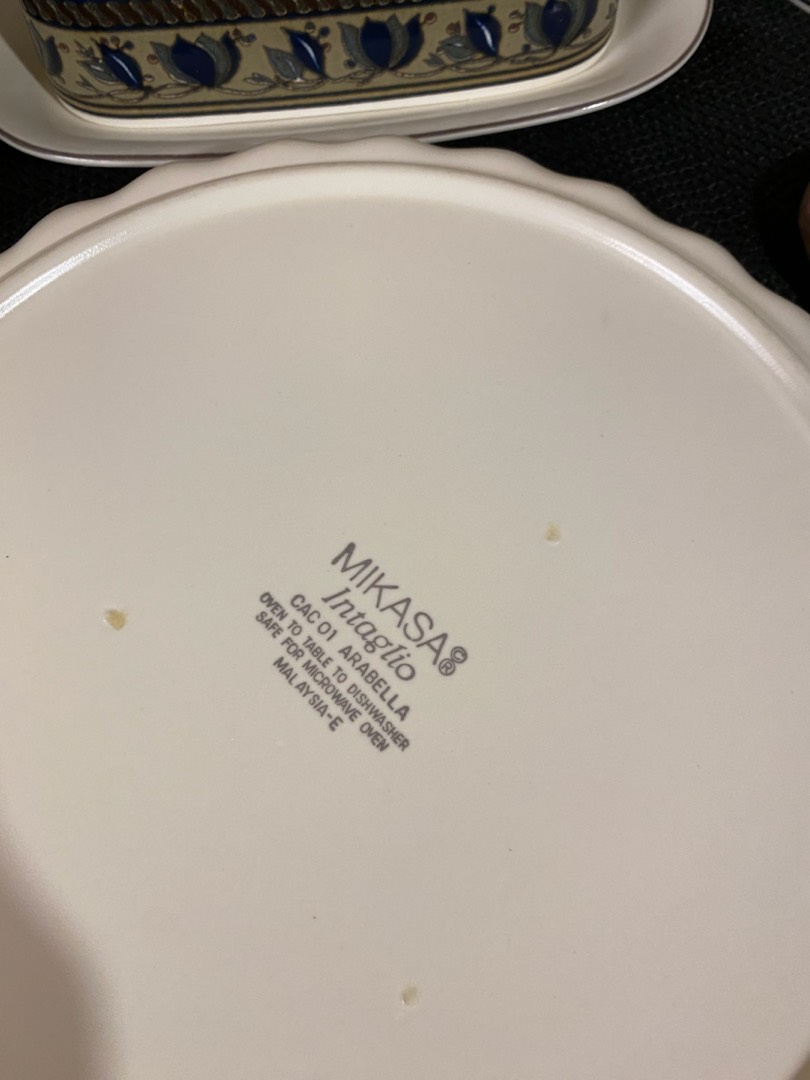 MIKASA©®
Intaglio
CAC 01 ARABELLA
OVEN TO TABLE TO DISHWASHER
SAFE FOR MICROWAVE OVEN
MALAYSIA-E